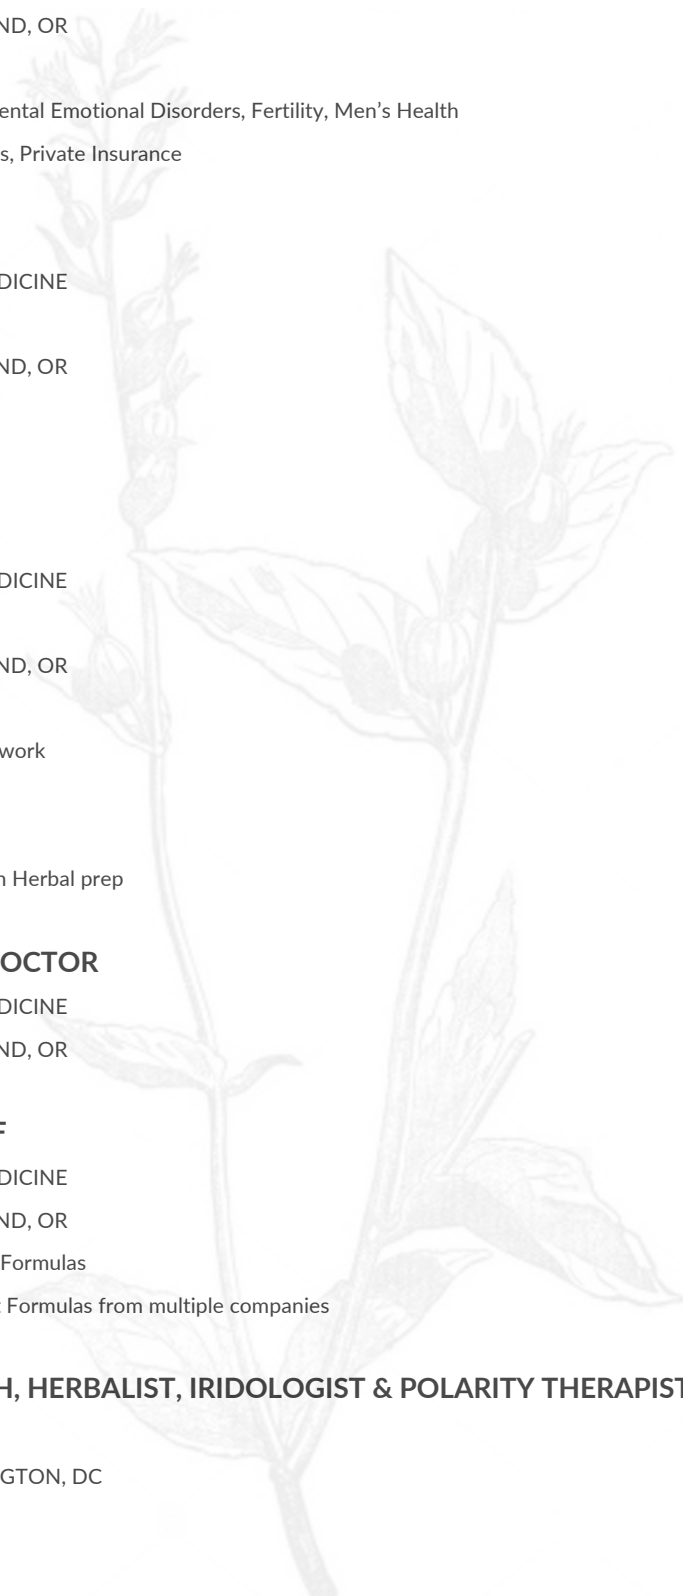 ND, OR
ental Emotional Disorders, Fertility, Men’s Health
s, Private Insurance
DICINE
ND, OR
DICINE
ND, OR
work
n Herbal prep
OCTOR
DICINE
ND, OR
F
DICINE
ND, OR
Formulas
t Formulas from multiple companies
H, HERBALIST, IRIDOLOGIST & POLARITY THERAPIST
GTON, DC